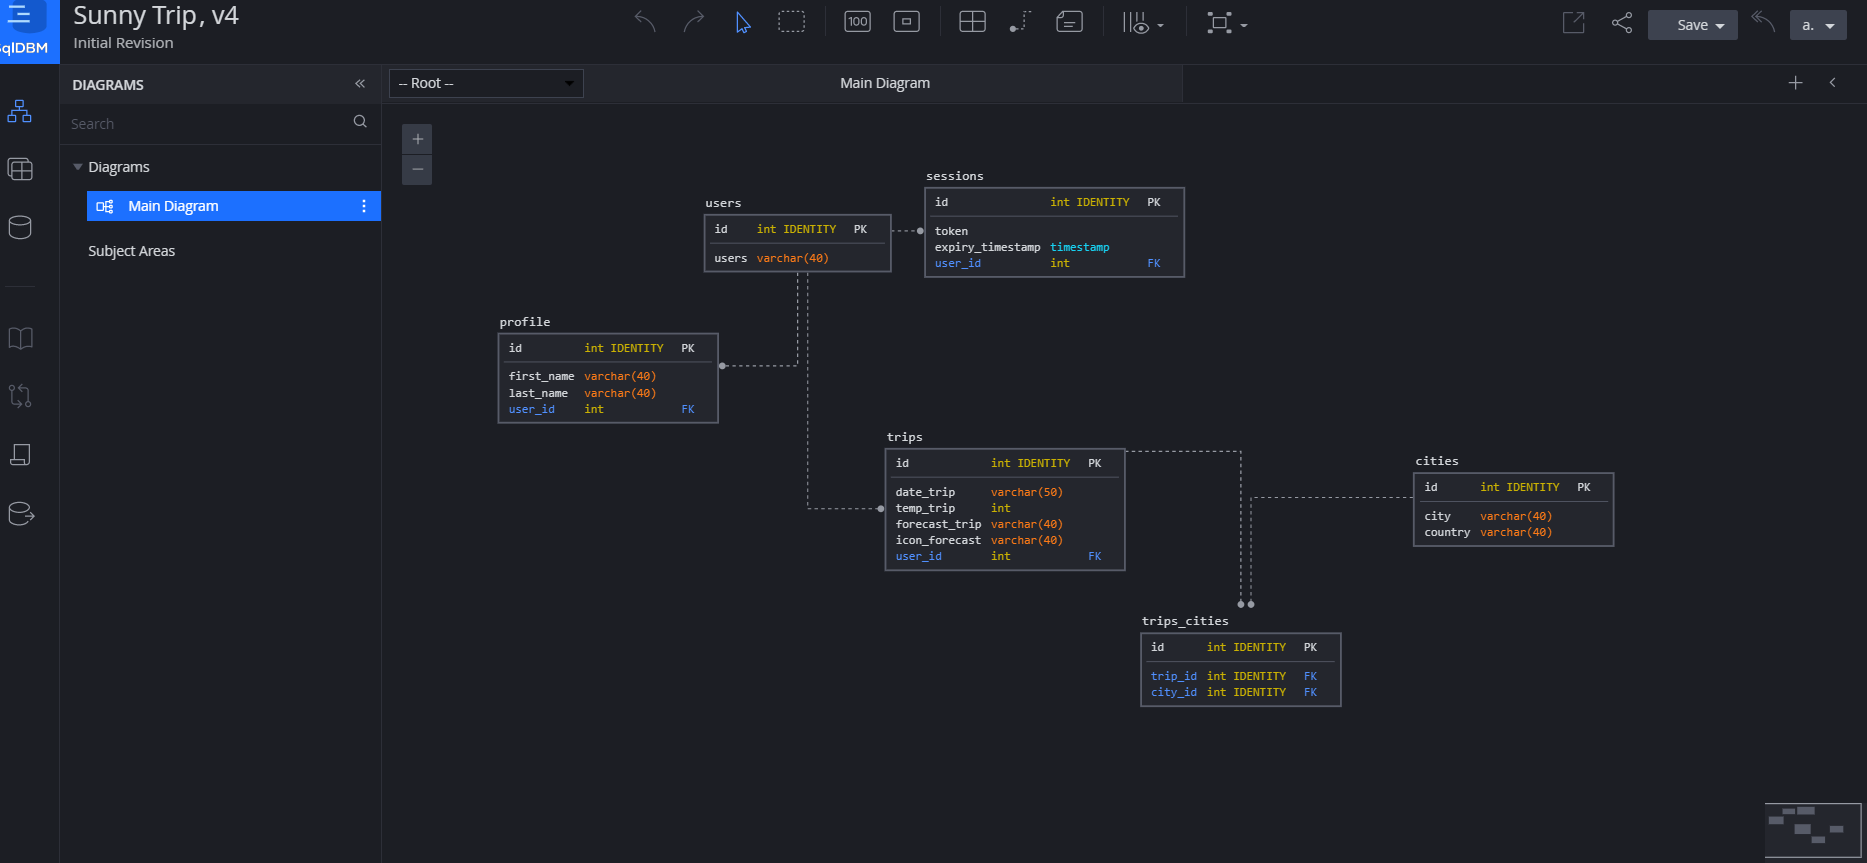 Sunny Trip, v4
Initial Revision
qlDBM
100
Save
a.
DIAGRAMS
-- Root --
Main Diagram
Search
Diagrams
Main Diagram
Subject Areas
sessions
id int IDENTITY PK
token
expiry_timestamp timestamp
user_id int FK
users
id int IDENTITY PK
users varchar(40)
profile
id int IDENTITY PK
first_name varchar(40)
last_name varchar(40)
user_id int FK
trips
id int IDENTITY PK
date_trip varchar(50)
temp_trip int
forecast_trip varchar(40)
icon_forecast varchar(40)
user_id int FK
cities
id int IDENTITY PK
city varchar(40)
country varchar(40)
trips_cities
id int IDENTITY PK
trip_id int IDENTITY FK
city_id int IDENTITY FK